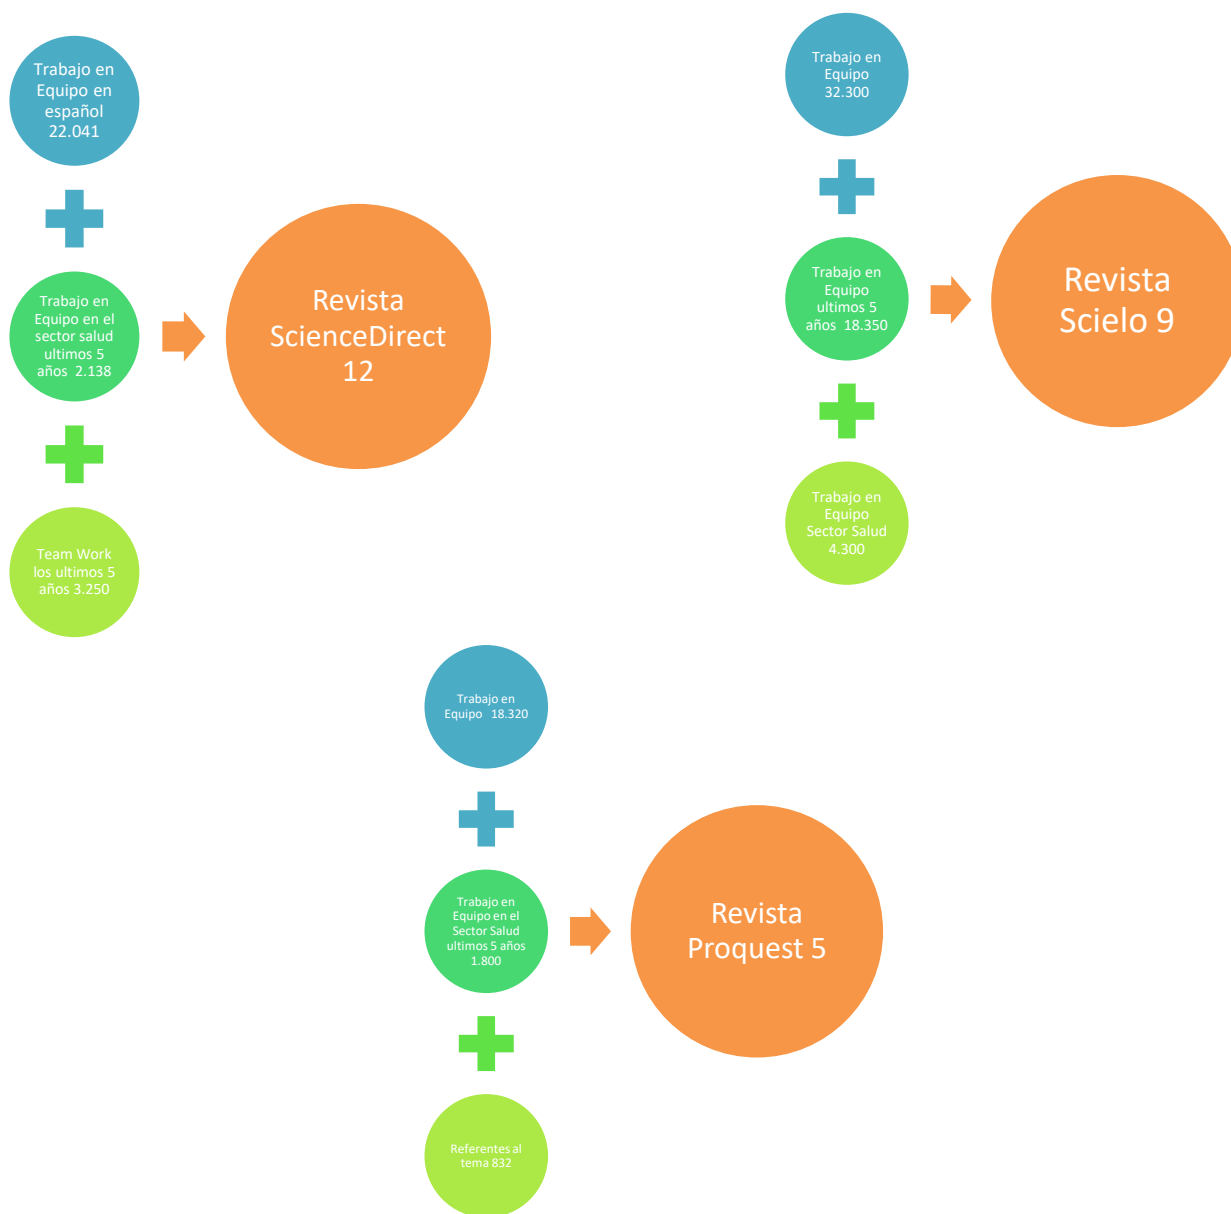 Trabajo en
Equipo en
español
22.041
Trabajo en
Equipo en el
sector salud
ultimos 5
años 2.138
Team Work
los ultimos 5
años 3.250
Revista
ScienceDirect
12
Trabajo en
Equipo
32.300
Trabajo en
Equipo
ultimos 5
años 18.350
Trabajo en
Equipo
Sector Salud
4.300
Revista
Scielo 9
Trabajo en
Equipo 18.320
Trabajo en
Equipo en el
Sector Salud
ultimos 5 años
1.800
Referentes al
tema 832
Revista
Proquest 5